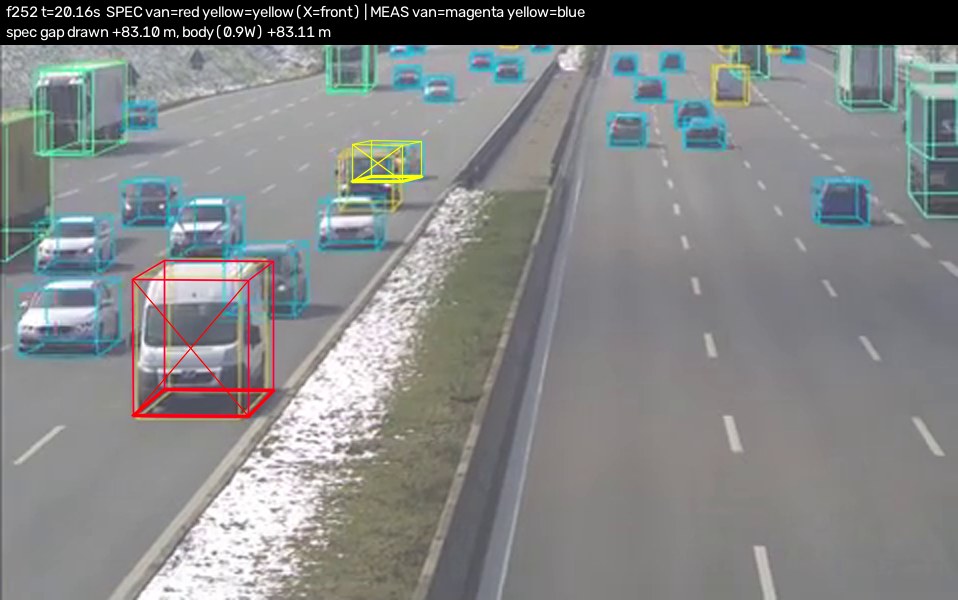 f252 t=20.16s SPEC van=red yellow=yellow (X=front) | MEAS van=magenta yellow=blue
spec gap drawn +83.10 m, body (0.9W) +83.11 m